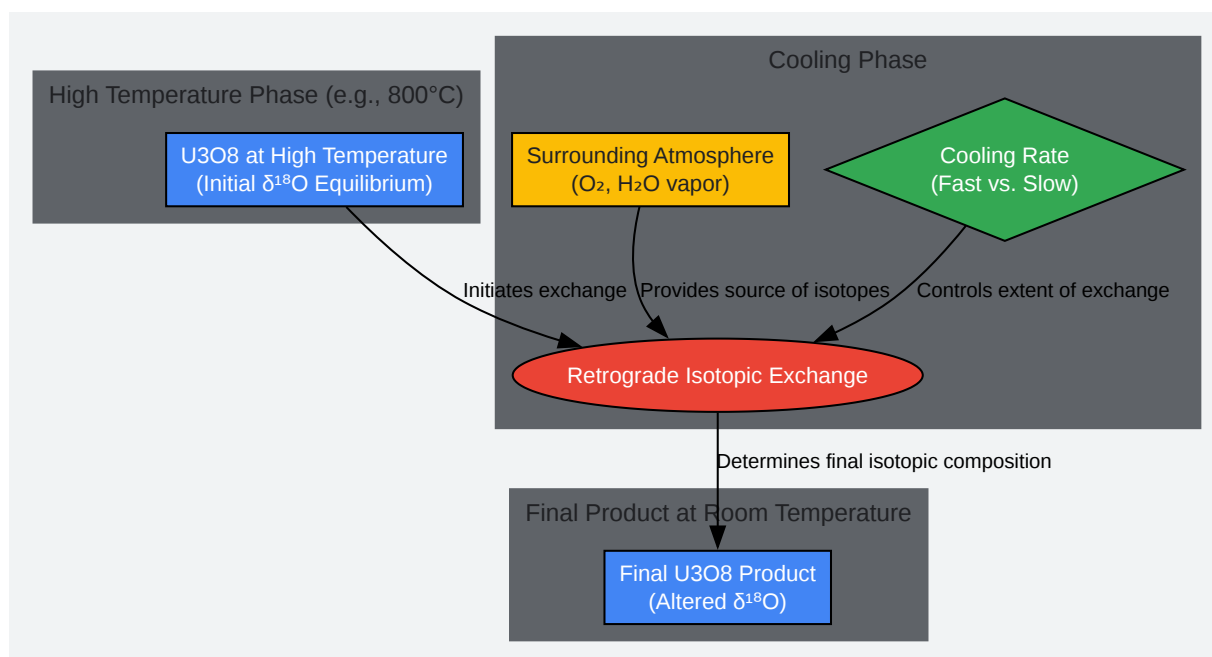 Cooling Phase
High Temperature Phase (e.g., 800°C)
U3O8 at High Temperature
(Initial δ¹⁸O Equilibrium)
Surrounding Atmosphere
(O₂, H₂O vapor)
Cooling Rate
(Fast vs. Slow)
Initiates exchange
Provides source of isotopes
Controls extent of exchange
Retrograde Isotopic Exchange
Determines final isotopic composition
Final Product at Room Temperature
Final U3O8 Product
(Altered δ¹⁸O)